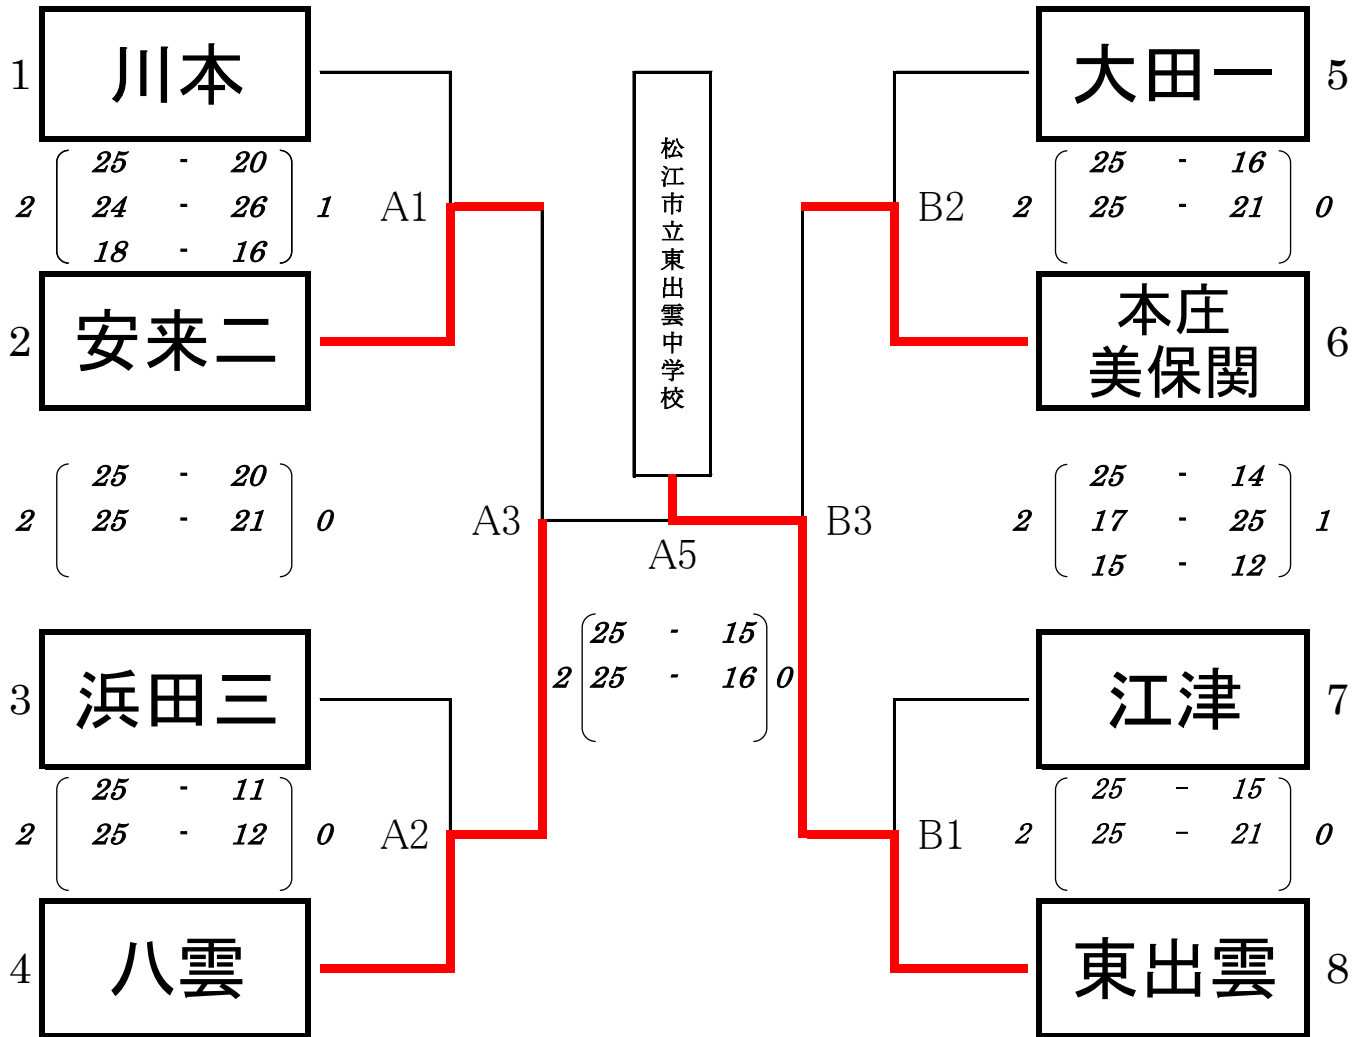 1 川本
25 - 20
2 24 - 26 1
18 - 16
A1
2 安来二
25 - 20
2 25 - 21 0
A3
3 浜田三
25 - 11
2 25 - 12 0
A2
4 八雲
松江市立東出雲中学校
A5
25 - 15
2 25 - 16 0
大田一 5
25 - 16
B2
2 25 - 21 0
本庄
美保関
6
25 - 14
B3
2 17 - 25 1
15 - 12
江津 7
25 - 15
B1
2 25 - 21 0
東出雲 8